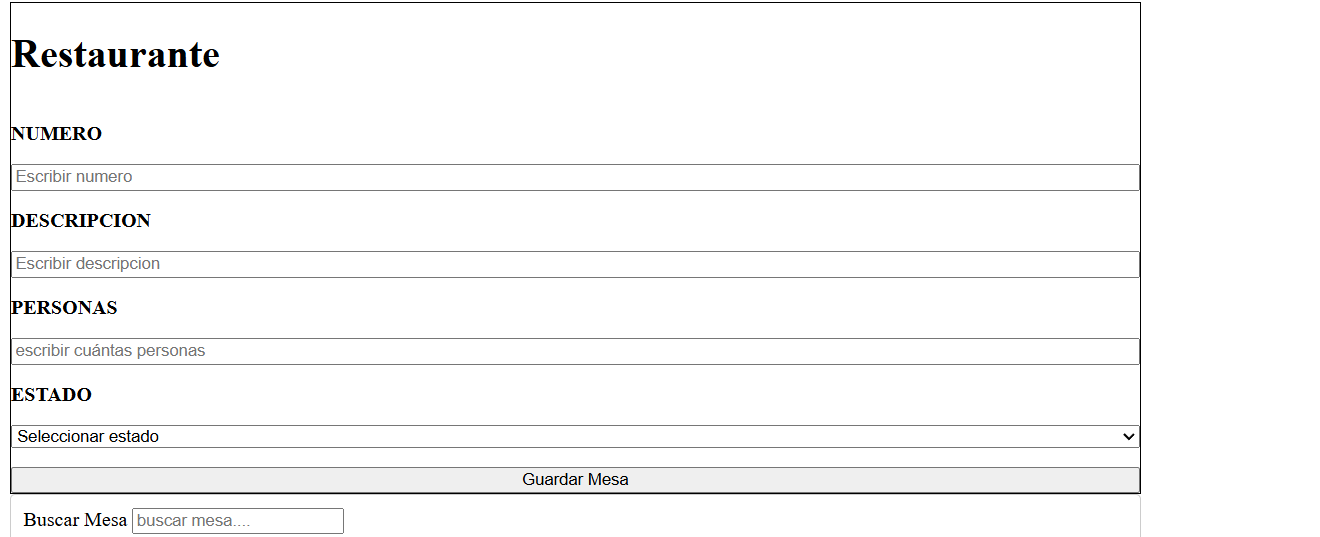 Restaurante
NUMERO
Escribir numero
DESCRIPCION
Escribir descripcion
PERSONAS
escribir cuántas personas
ESTADO
Seleccionar estado
Guardar Mesa
Buscar Mesa buscar mesa....